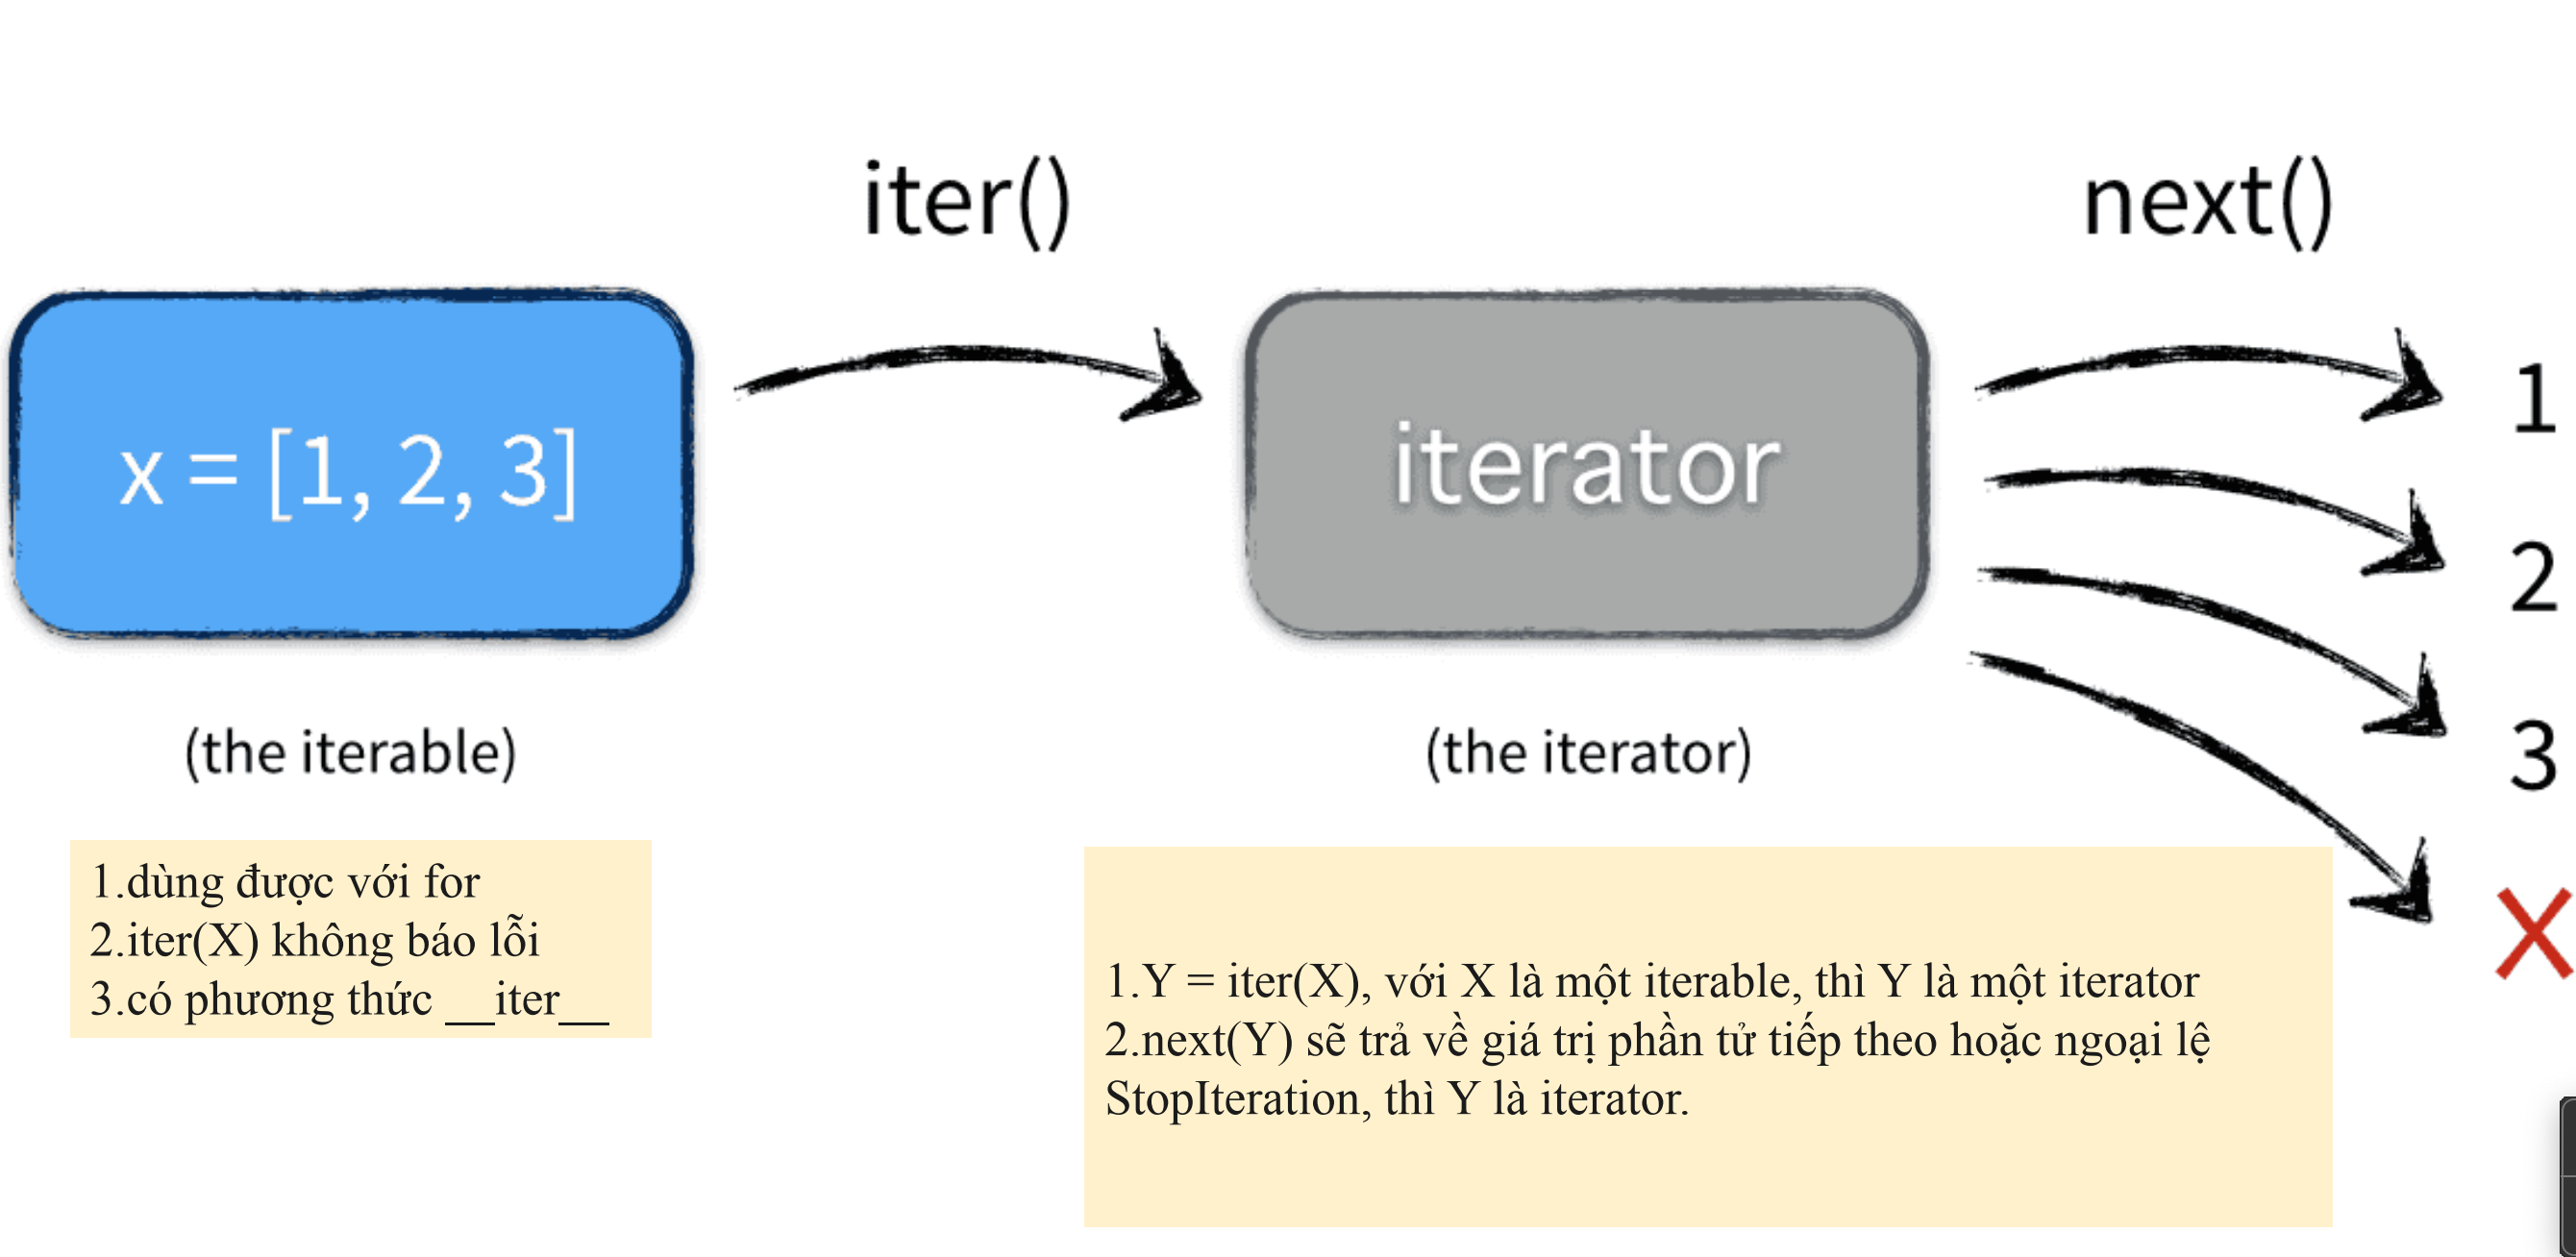 iter()
next()
x = [1, 2, 3]
iterator
1
2
3
X
(the iterable)
(the iterator)
1.dùng được với for
2.iter(X) không báo lỗi
3.có phương thức __iter__
1.Y = iter(X), với X là một iterable, thì Y là một iterator
2.next(Y) sẽ trả về giá trị phần tử tiếp theo hoặc ngoại lệ
StopIteration, thì Y là iterator.